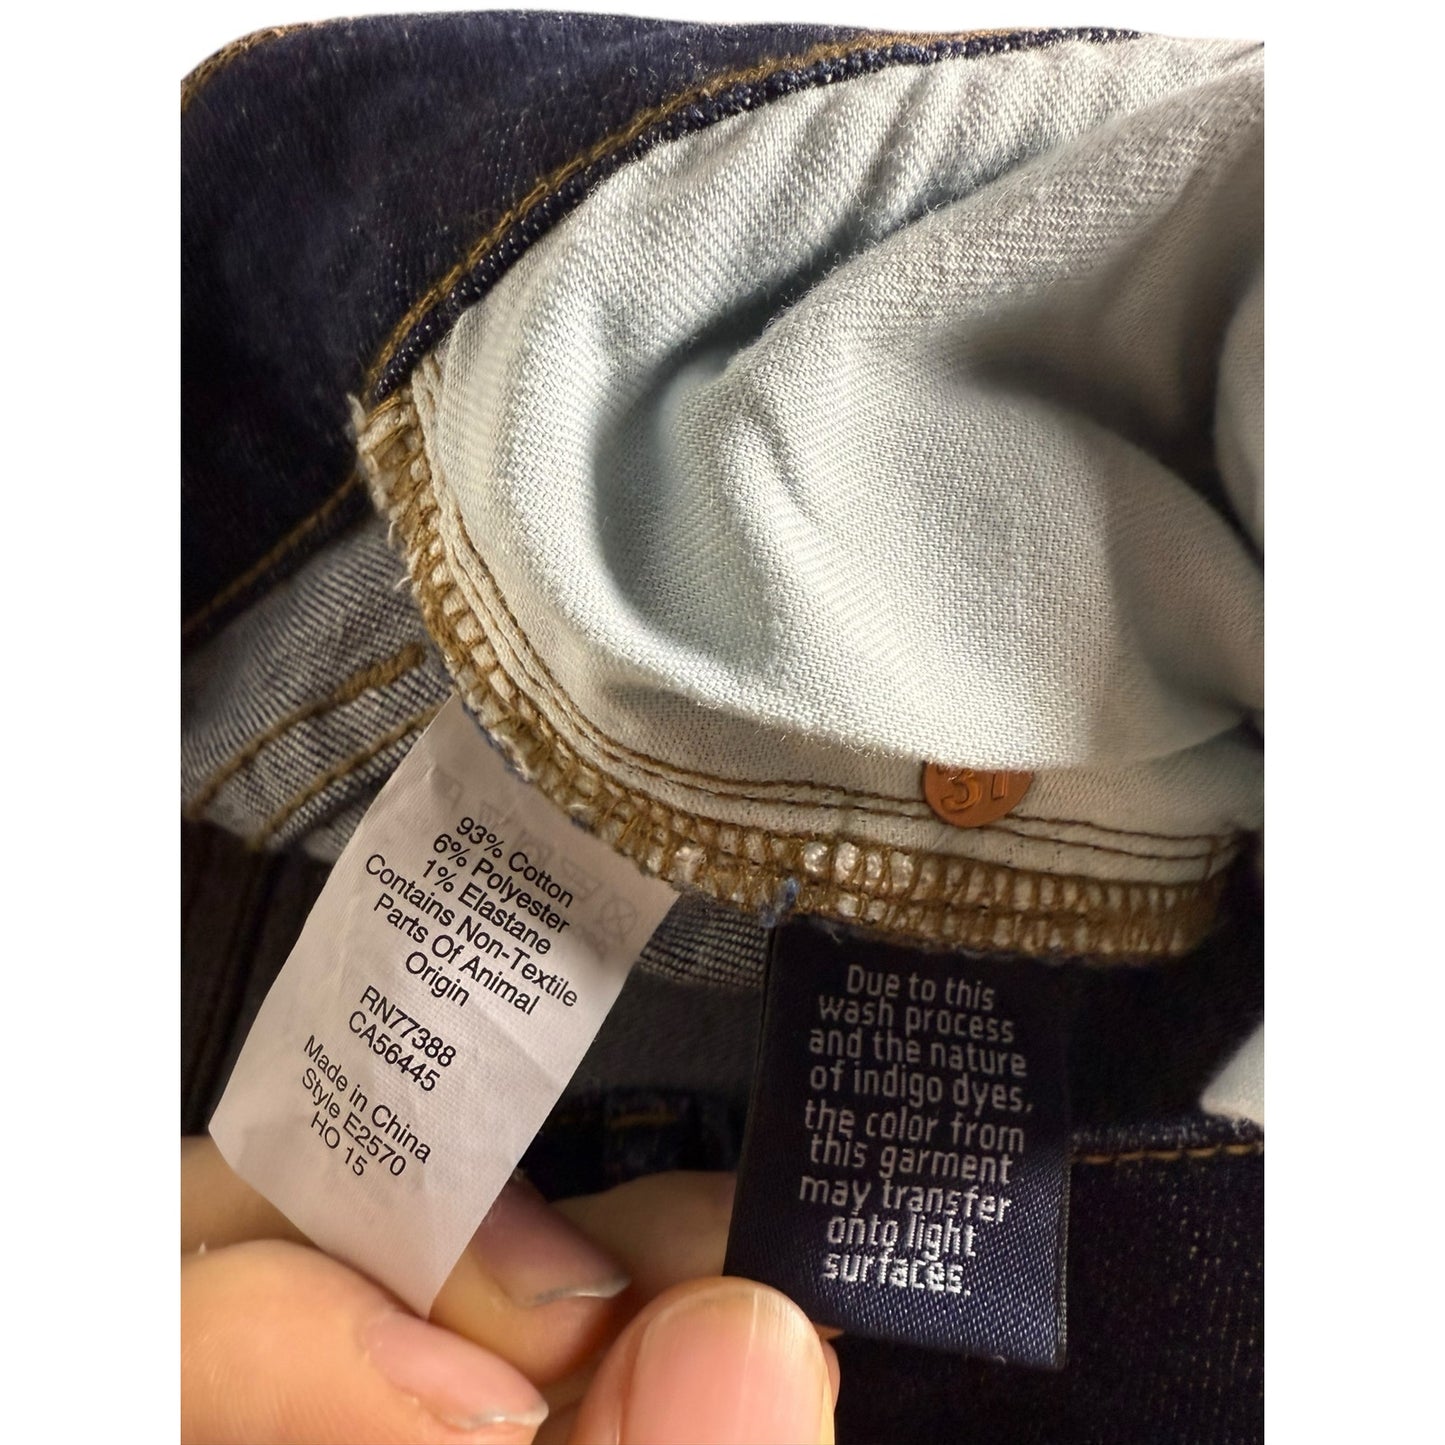 31
93% Cotton
6% Polyester
1% Elastane
Contains Non-Textile
Parts Of Animal
Origin
RN77388
CA56445
Made in China
Style E2570
HO 15
Due to this
wash process
and the nature
of indigo dyes,
the color from
this garment
may transfer
onto light
surfaces.